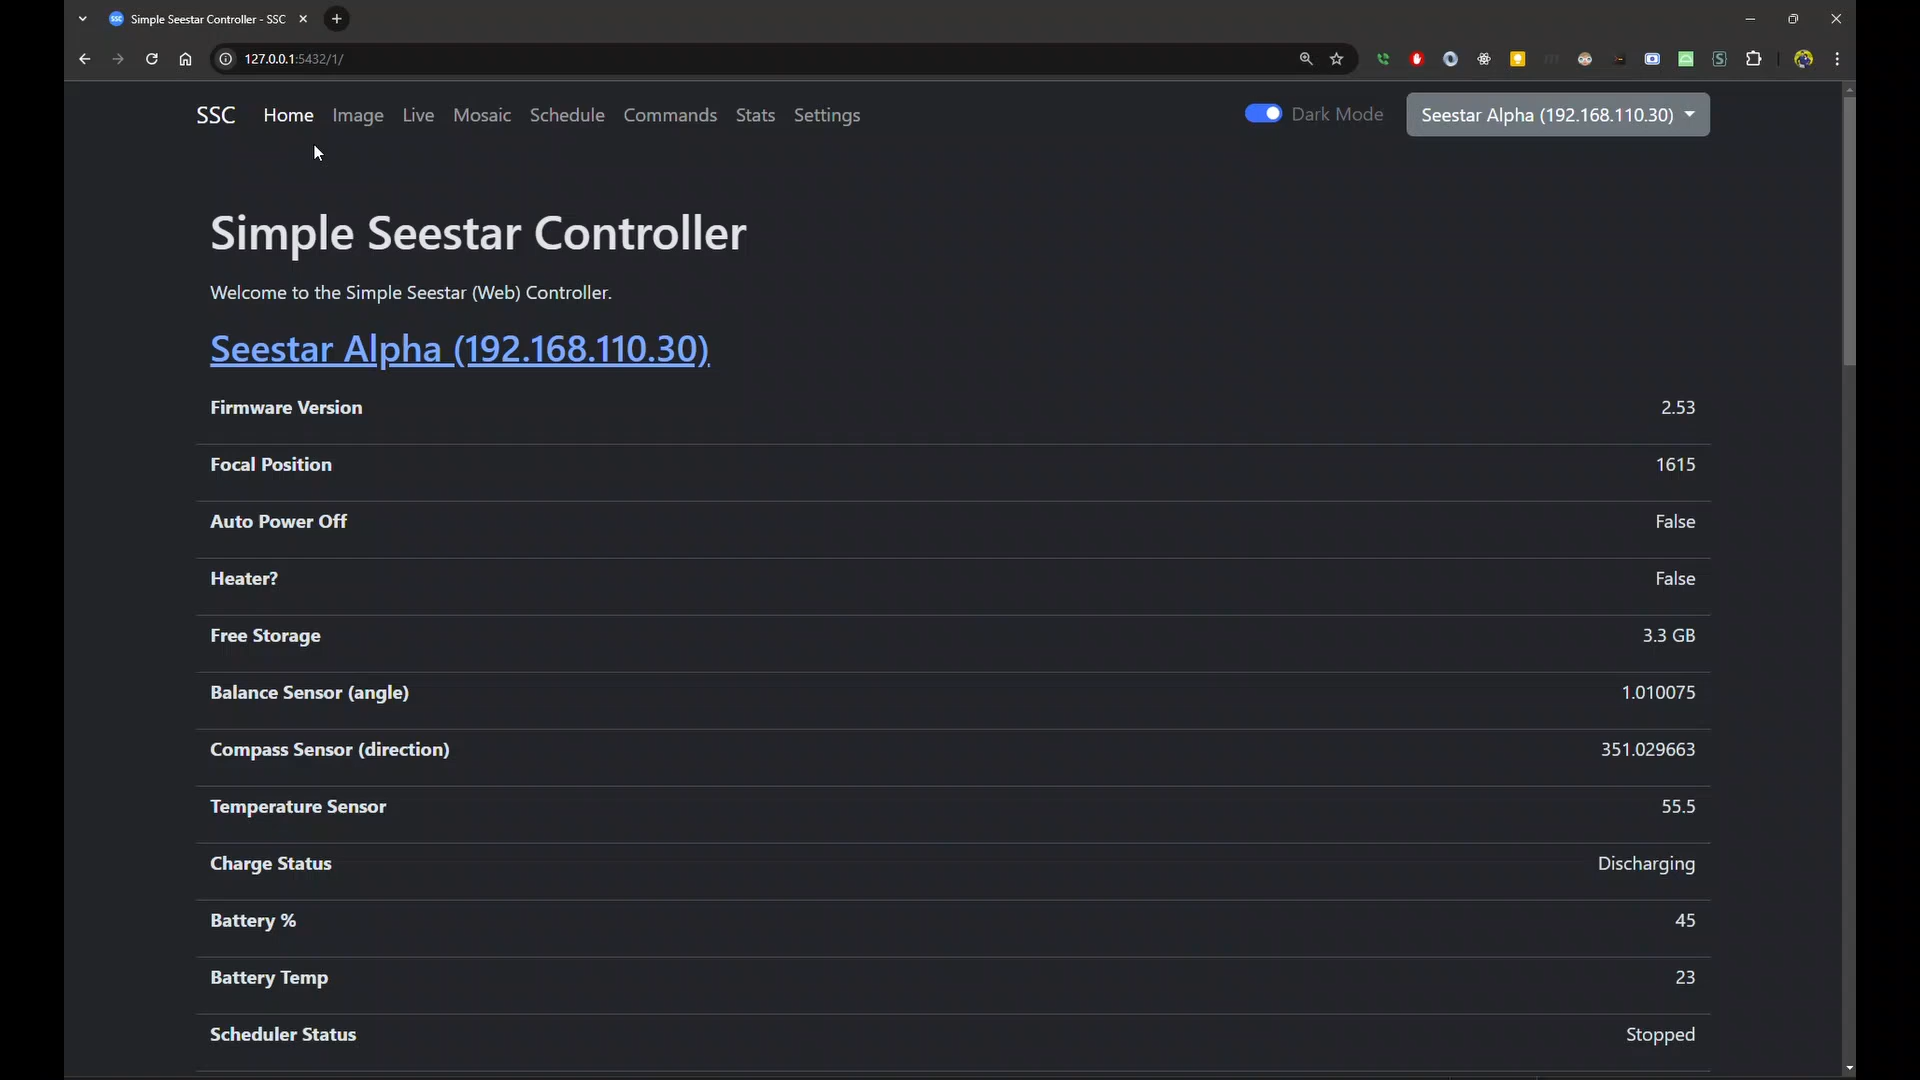 Simple Seestar Controller - SSC
127.0.0.1:5432/1/
SSC Home Image Live Mosaic Schedule Commands Stats Settings Dark Mode Seestar Alpha (192.168.110.30)
Simple Seestar Controller
Welcome to the Simple Seestar (Web) Controller.
Seestar Alpha (192.168.110.30)
Firmware Version 2.53
Focal Position 1615
Auto Power Off False
Heater? False
Free Storage 3.3 GB
Balance Sensor (angle) 1.010075
Compass Sensor (direction) 351.029663
Temperature Sensor 55.5
Charge Status Discharging
Battery % 45
Battery Temp 23
Scheduler Status Stopped